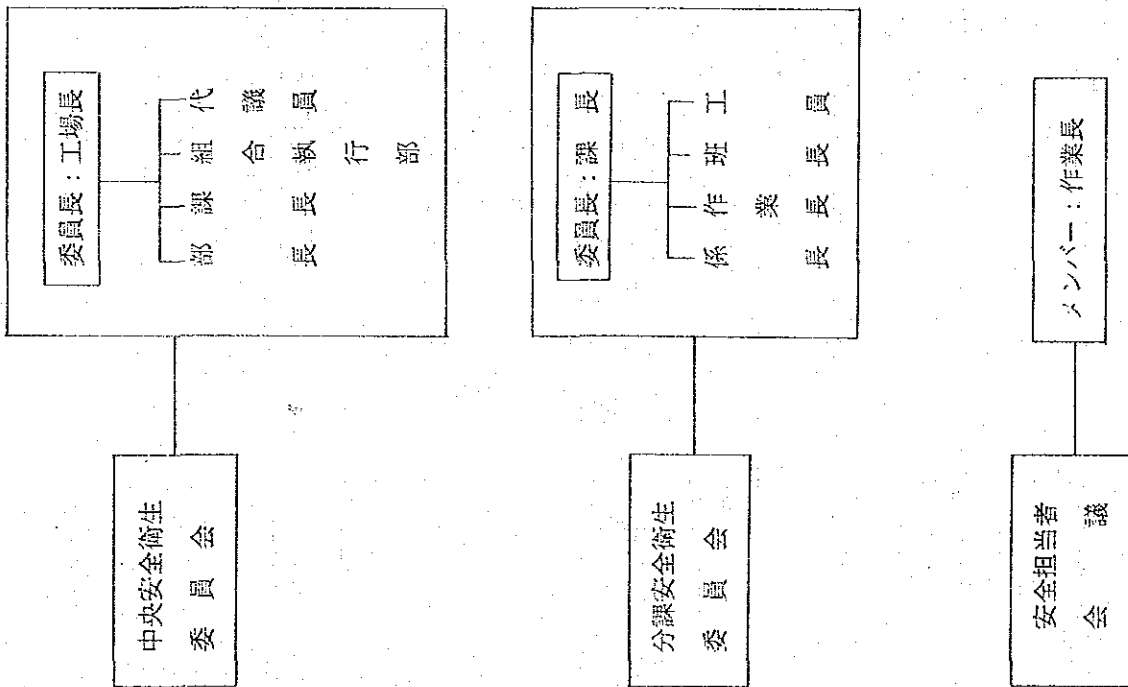 中央安全衛生
委員会
委員長：工場長
部長
課長
組合執行部
代議員
分課安全衛生
委員会
委員長：課長
係長
作業長
班長
工員
安全担当者
会議
メンバー：作業長